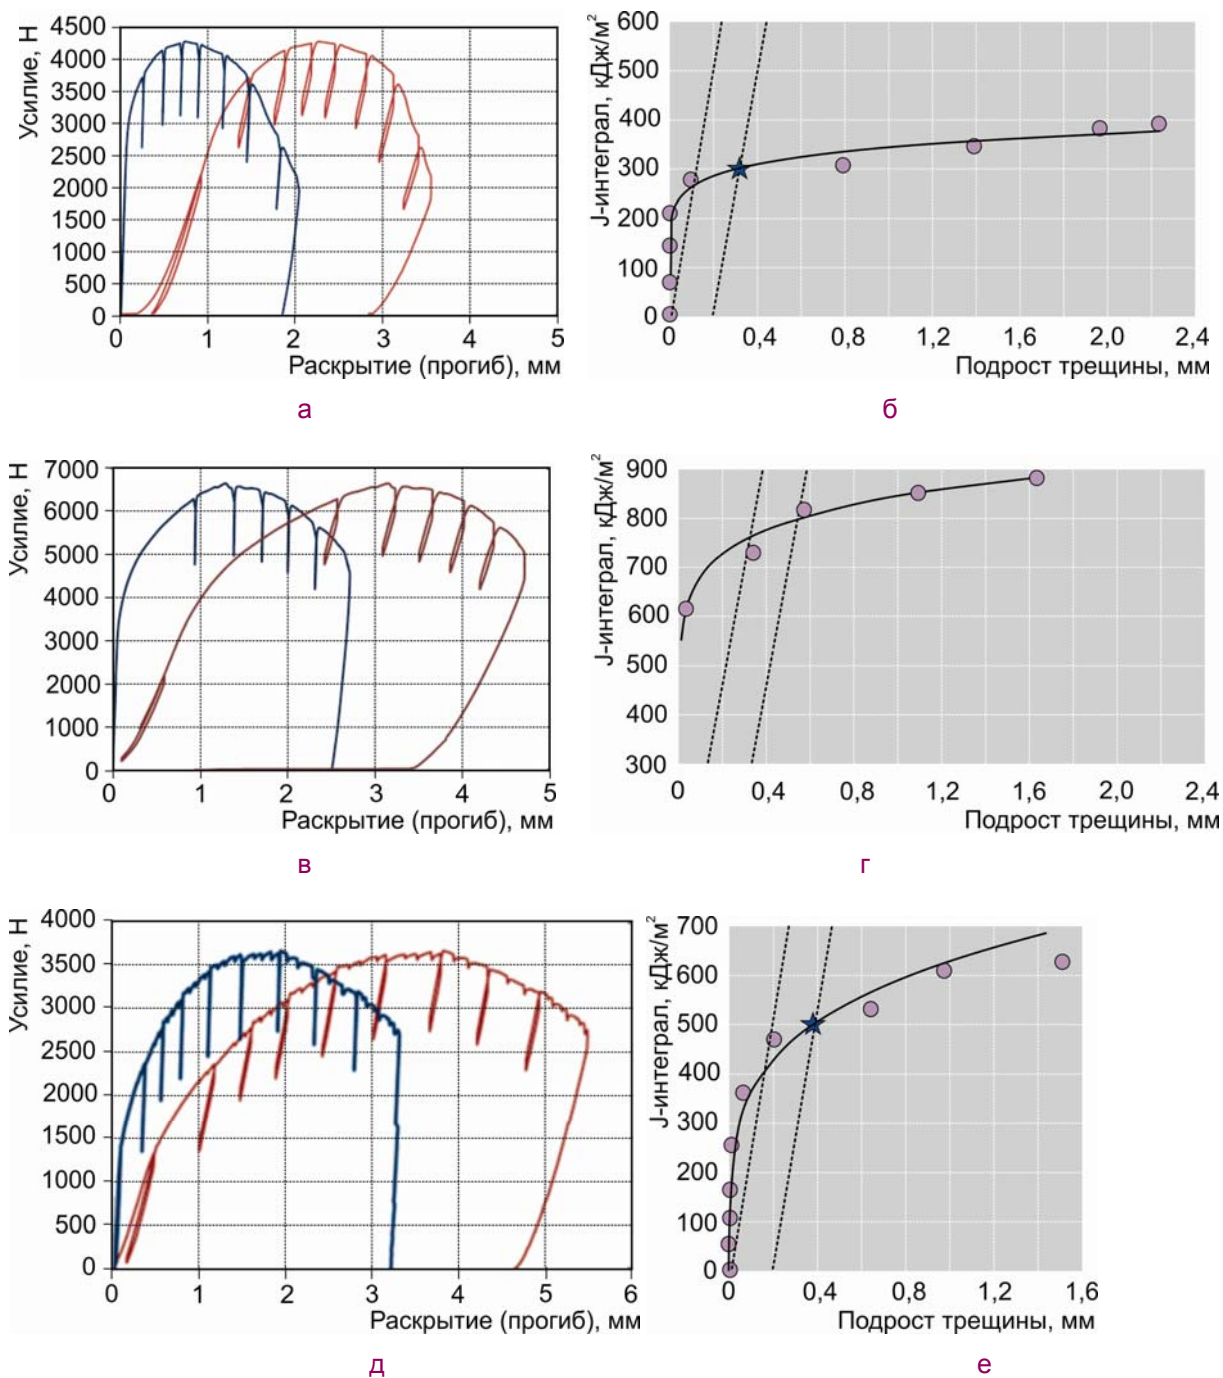 Усилие, Н
4500
4000
3500
3000
2500
2000
1500
1000
500
0
0 1 2 3 4 5
Раскрытие (прогиб), мм
а
J-интеграл, кДж/м²
600
500
400
300
200
100
0
0 0,4 0,8 1,2 1,6 2,0 2,4
Подрост трещины, мм
б
Усилие, Н
7000
6000
5000
4000
3000
2000
1000
0
0 1 2 3 4 5
Раскрытие (прогиб), мм
в
J-интеграл, кДж/м²
900
800
700
600
500
400
300
0 0,4 0,8 1,2 1,6 2,0 2,4
Подрост трещины, мм
г
Усилие, Н
4000
3500
3000
2500
2000
1500
1000
500
0
0 1 2 3 4 5 6
Раскрытие (прогиб), мм
д
J-интеграл, кДж/м²
700
600
500
400
300
200
100
0
0 0,4 0,8 1,2 1,6
Подрост трещины, мм
е